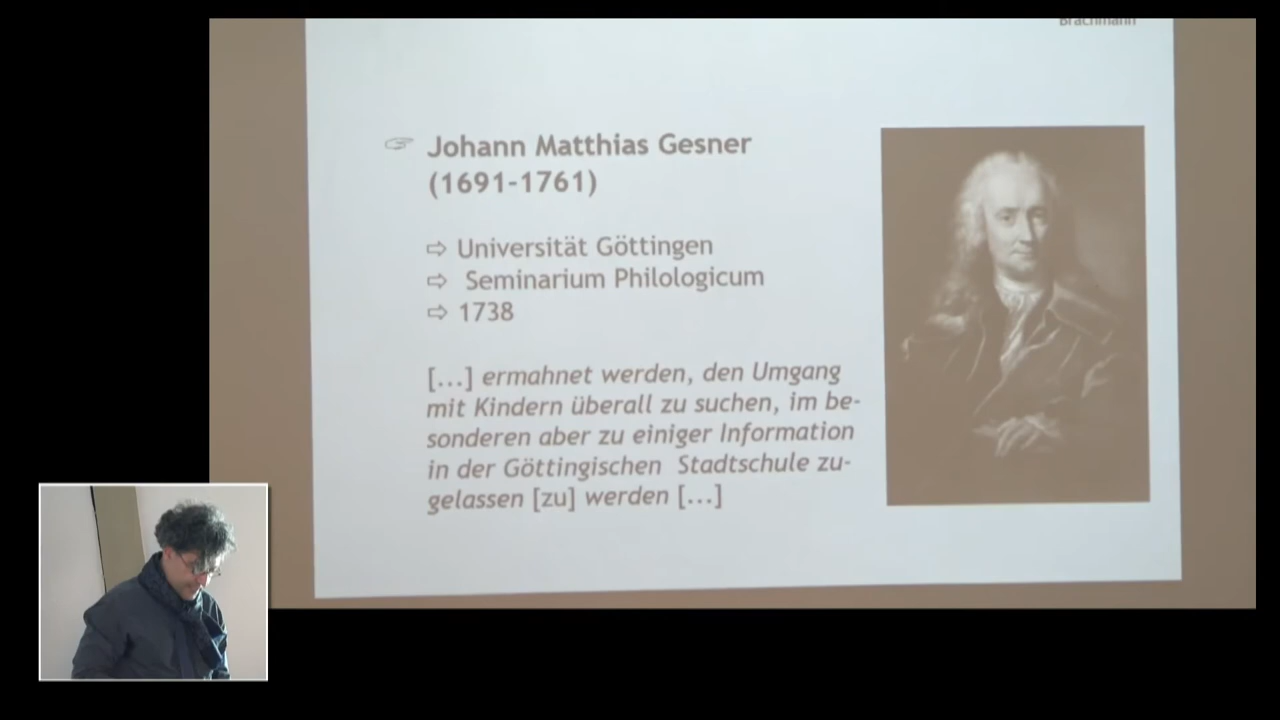 Brachmann
☞ Johann Matthias Gesner
(1691-1761)
⇨ Universität Göttingen
⇨ Seminarium Philologicum
⇨ 1738
[...] ermahnet werden, den Umgang
mit Kindern überall zu suchen, im be-
sonderen aber zu einiger Information
in der Göttingischen Stadtschule zu-
gelassen [zu] werden [...]